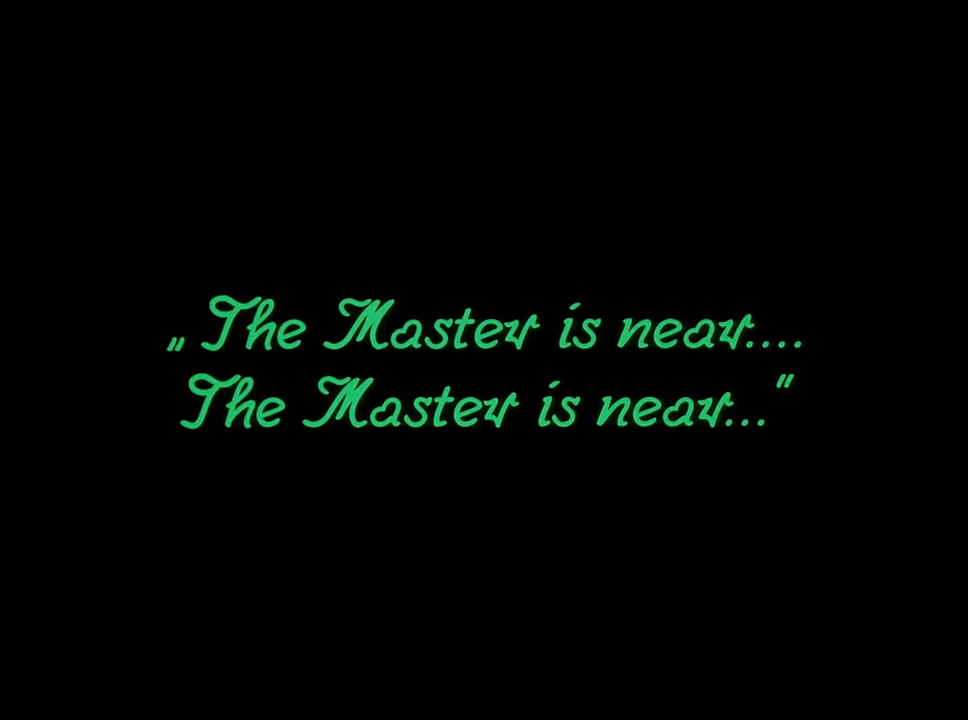 „The Master is near....
The Master is near..."